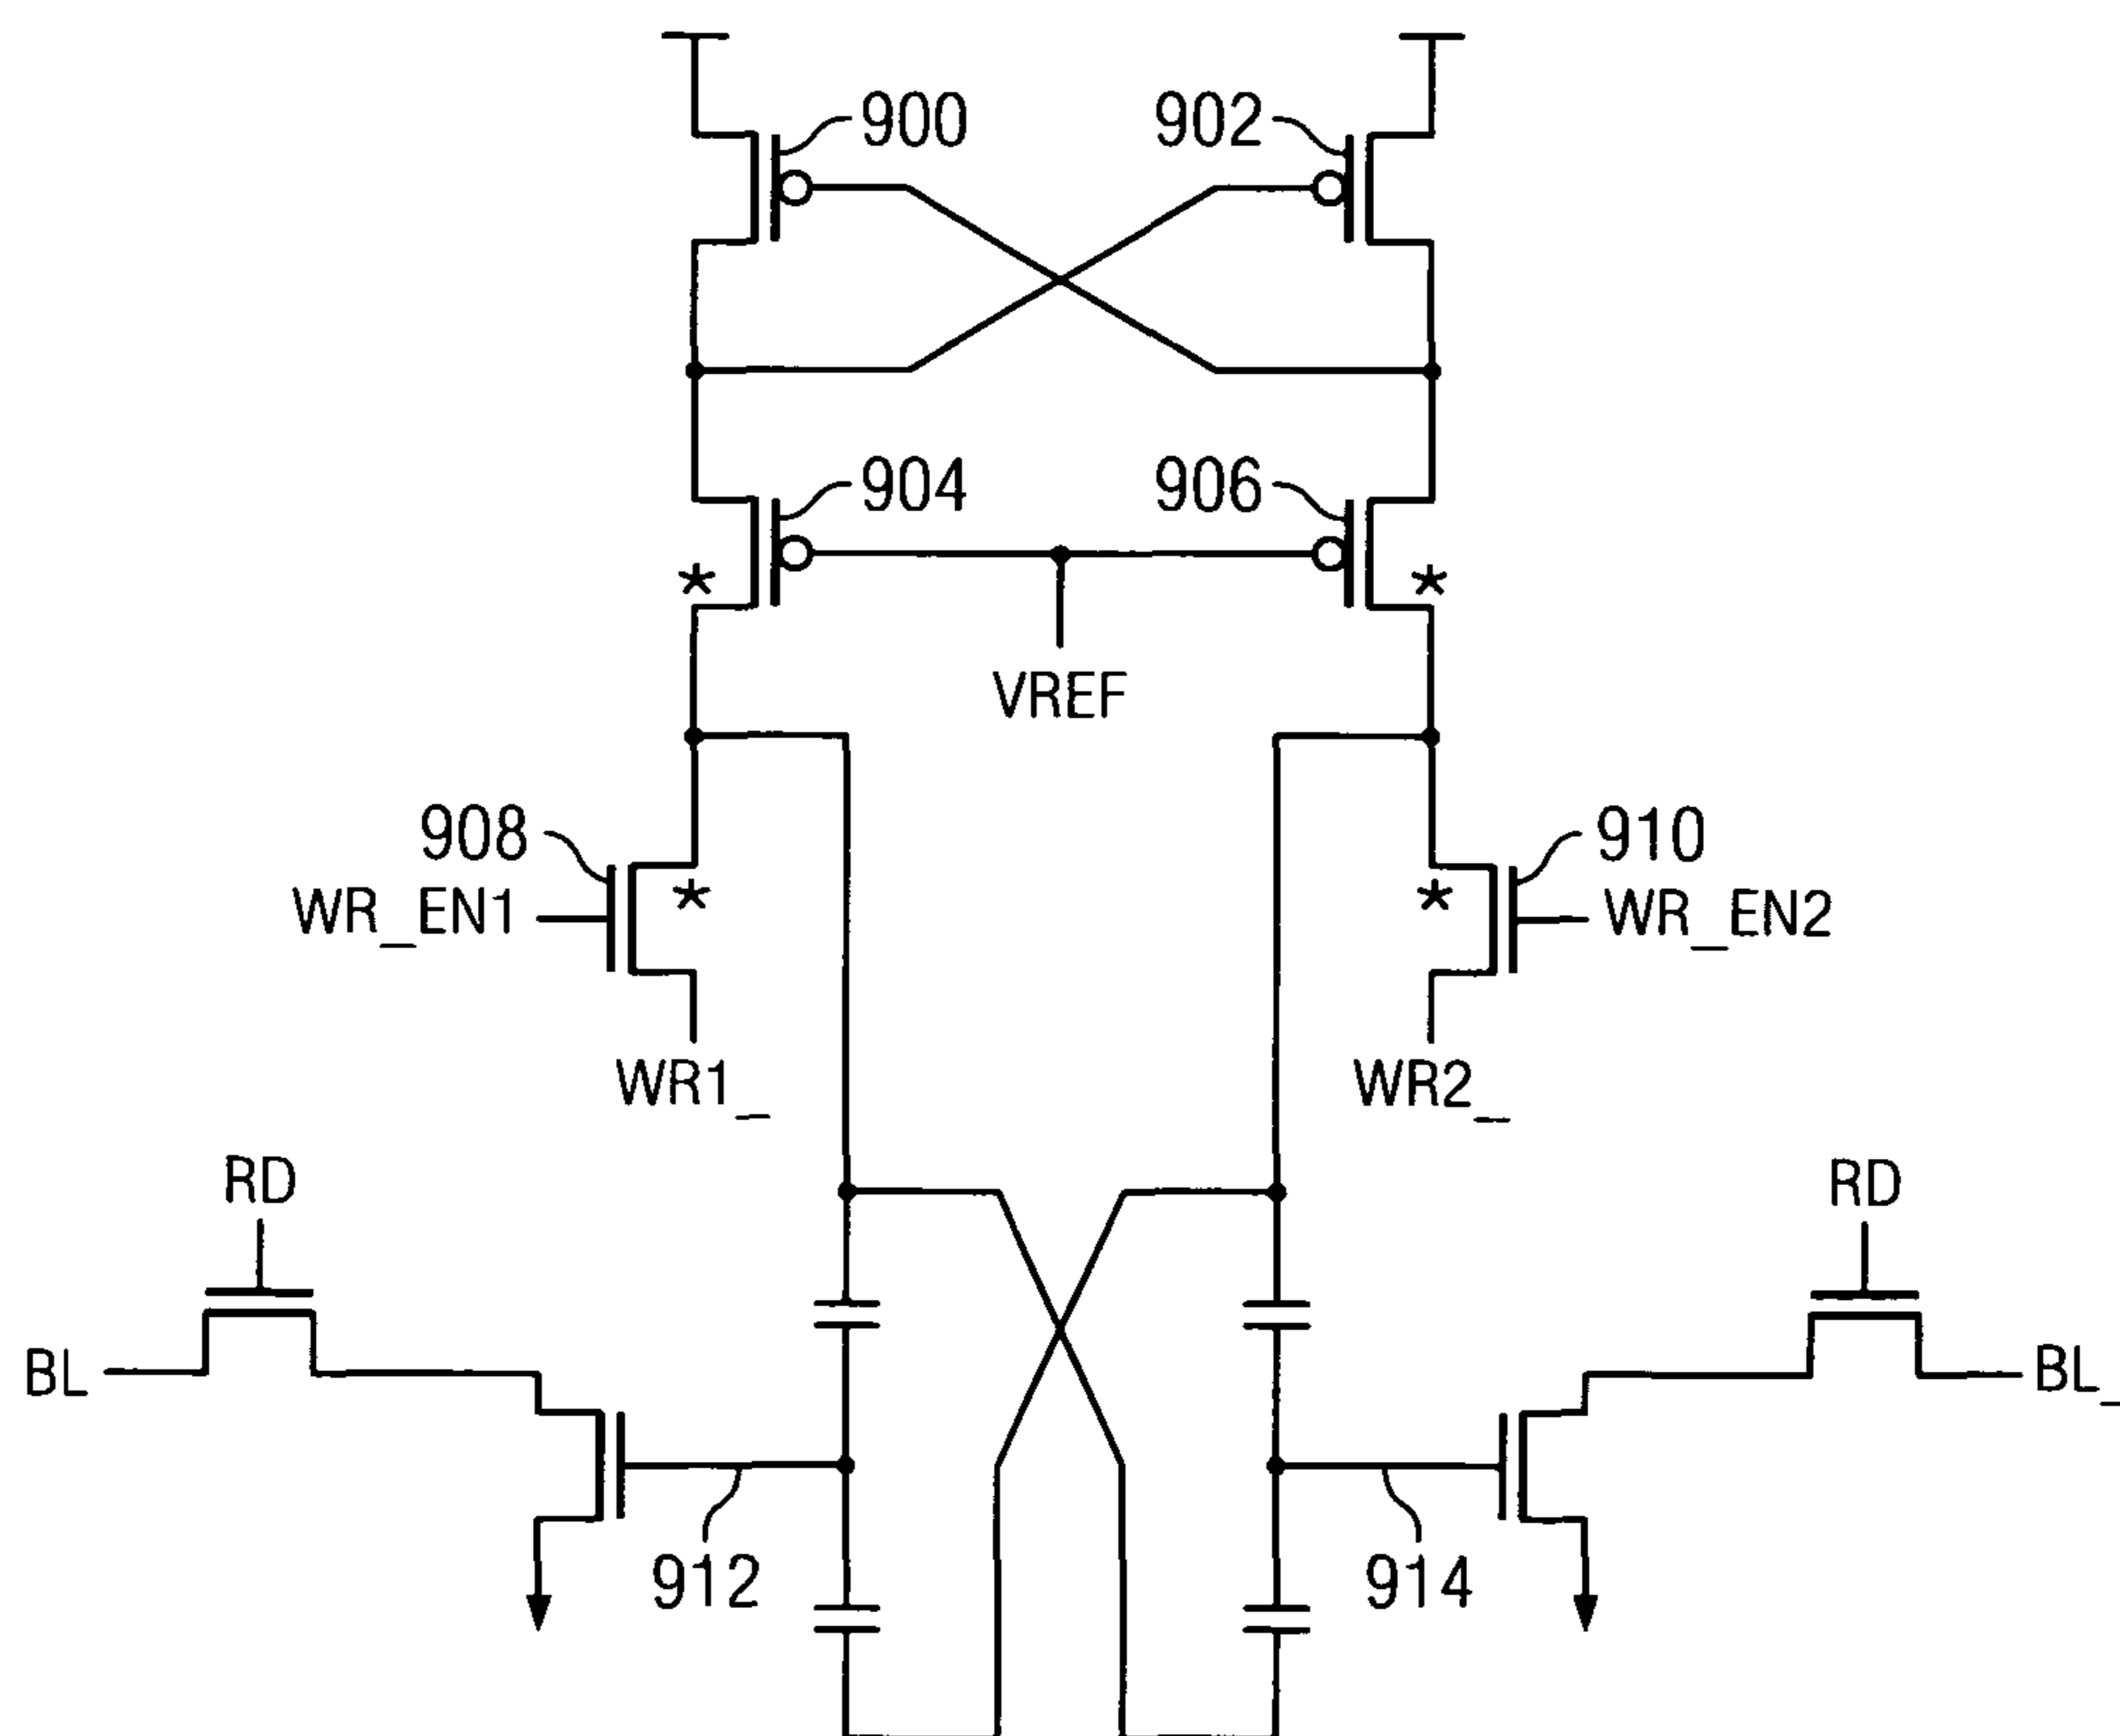 900
902
904
906
*
*
VREF
908
910
WR_EN1
*
*
WR_EN2
WR1_
WR2_
RD
RD
BL
BL_
912
914